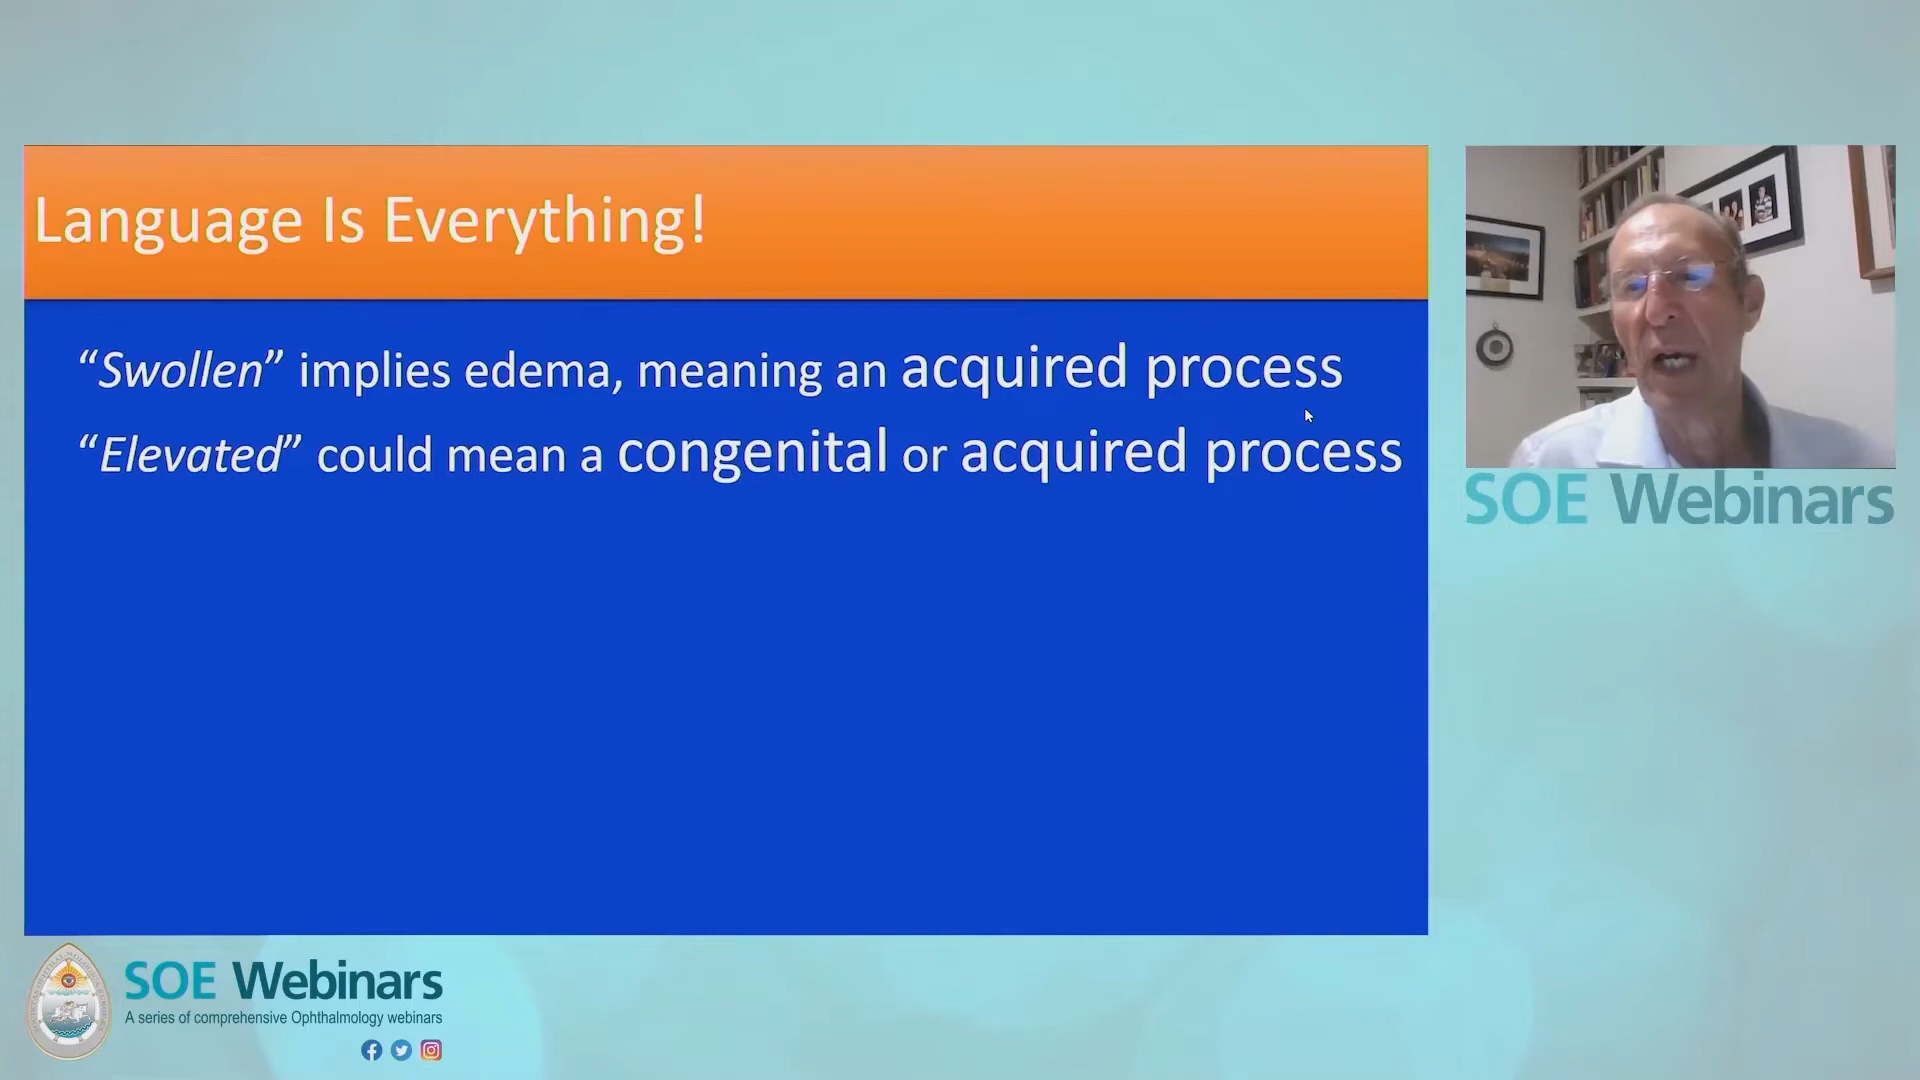 Language Is Everything!
“Swollen” implies edema, meaning an acquired process
“Elevated” could mean a congenital or acquired process
SOE Webinars
SOE Webinars
A series of comprehensive Ophthalmology webinars